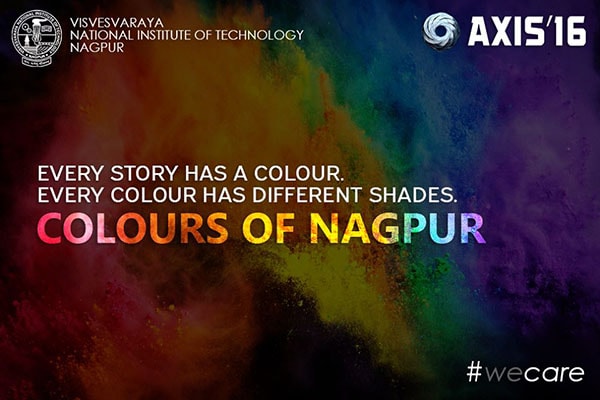 VISVESVARAYA
NATIONAL INSTITUTE OF TECHNOLOGY
NAGPUR
AXIS'16
EVERY STORY HAS A COLOUR.
EVERY COLOUR HAS DIFFERENT SHADES.
COLOURS OF NAGPUR
#wecare